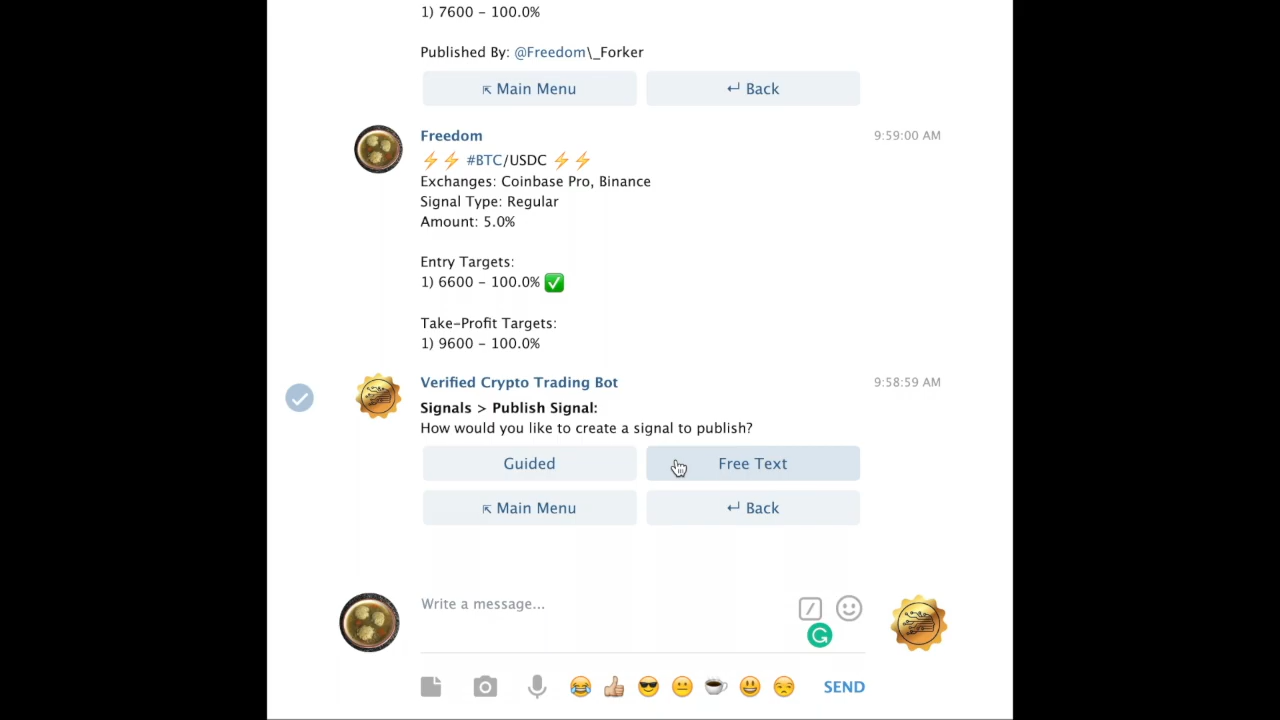 1) 7600 – 100.0%
Published By: @Freedom\_Forker
Main Menu
Back
Freedom
9:59:00 AM
#BTC/USDC
Exchanges: Coinbase Pro, Binance
Signal Type: Regular
Amount: 5.0%
Entry Targets:
1) 6600 – 100.0%
Take–Profit Targets:
1) 9600 – 100.0%
Verified Crypto Trading Bot
9:58:59 AM
Signals > Publish Signal:
How would you like to create a signal to publish?
Guided
Free Text
Main Menu
Back
Write a message...
SEND